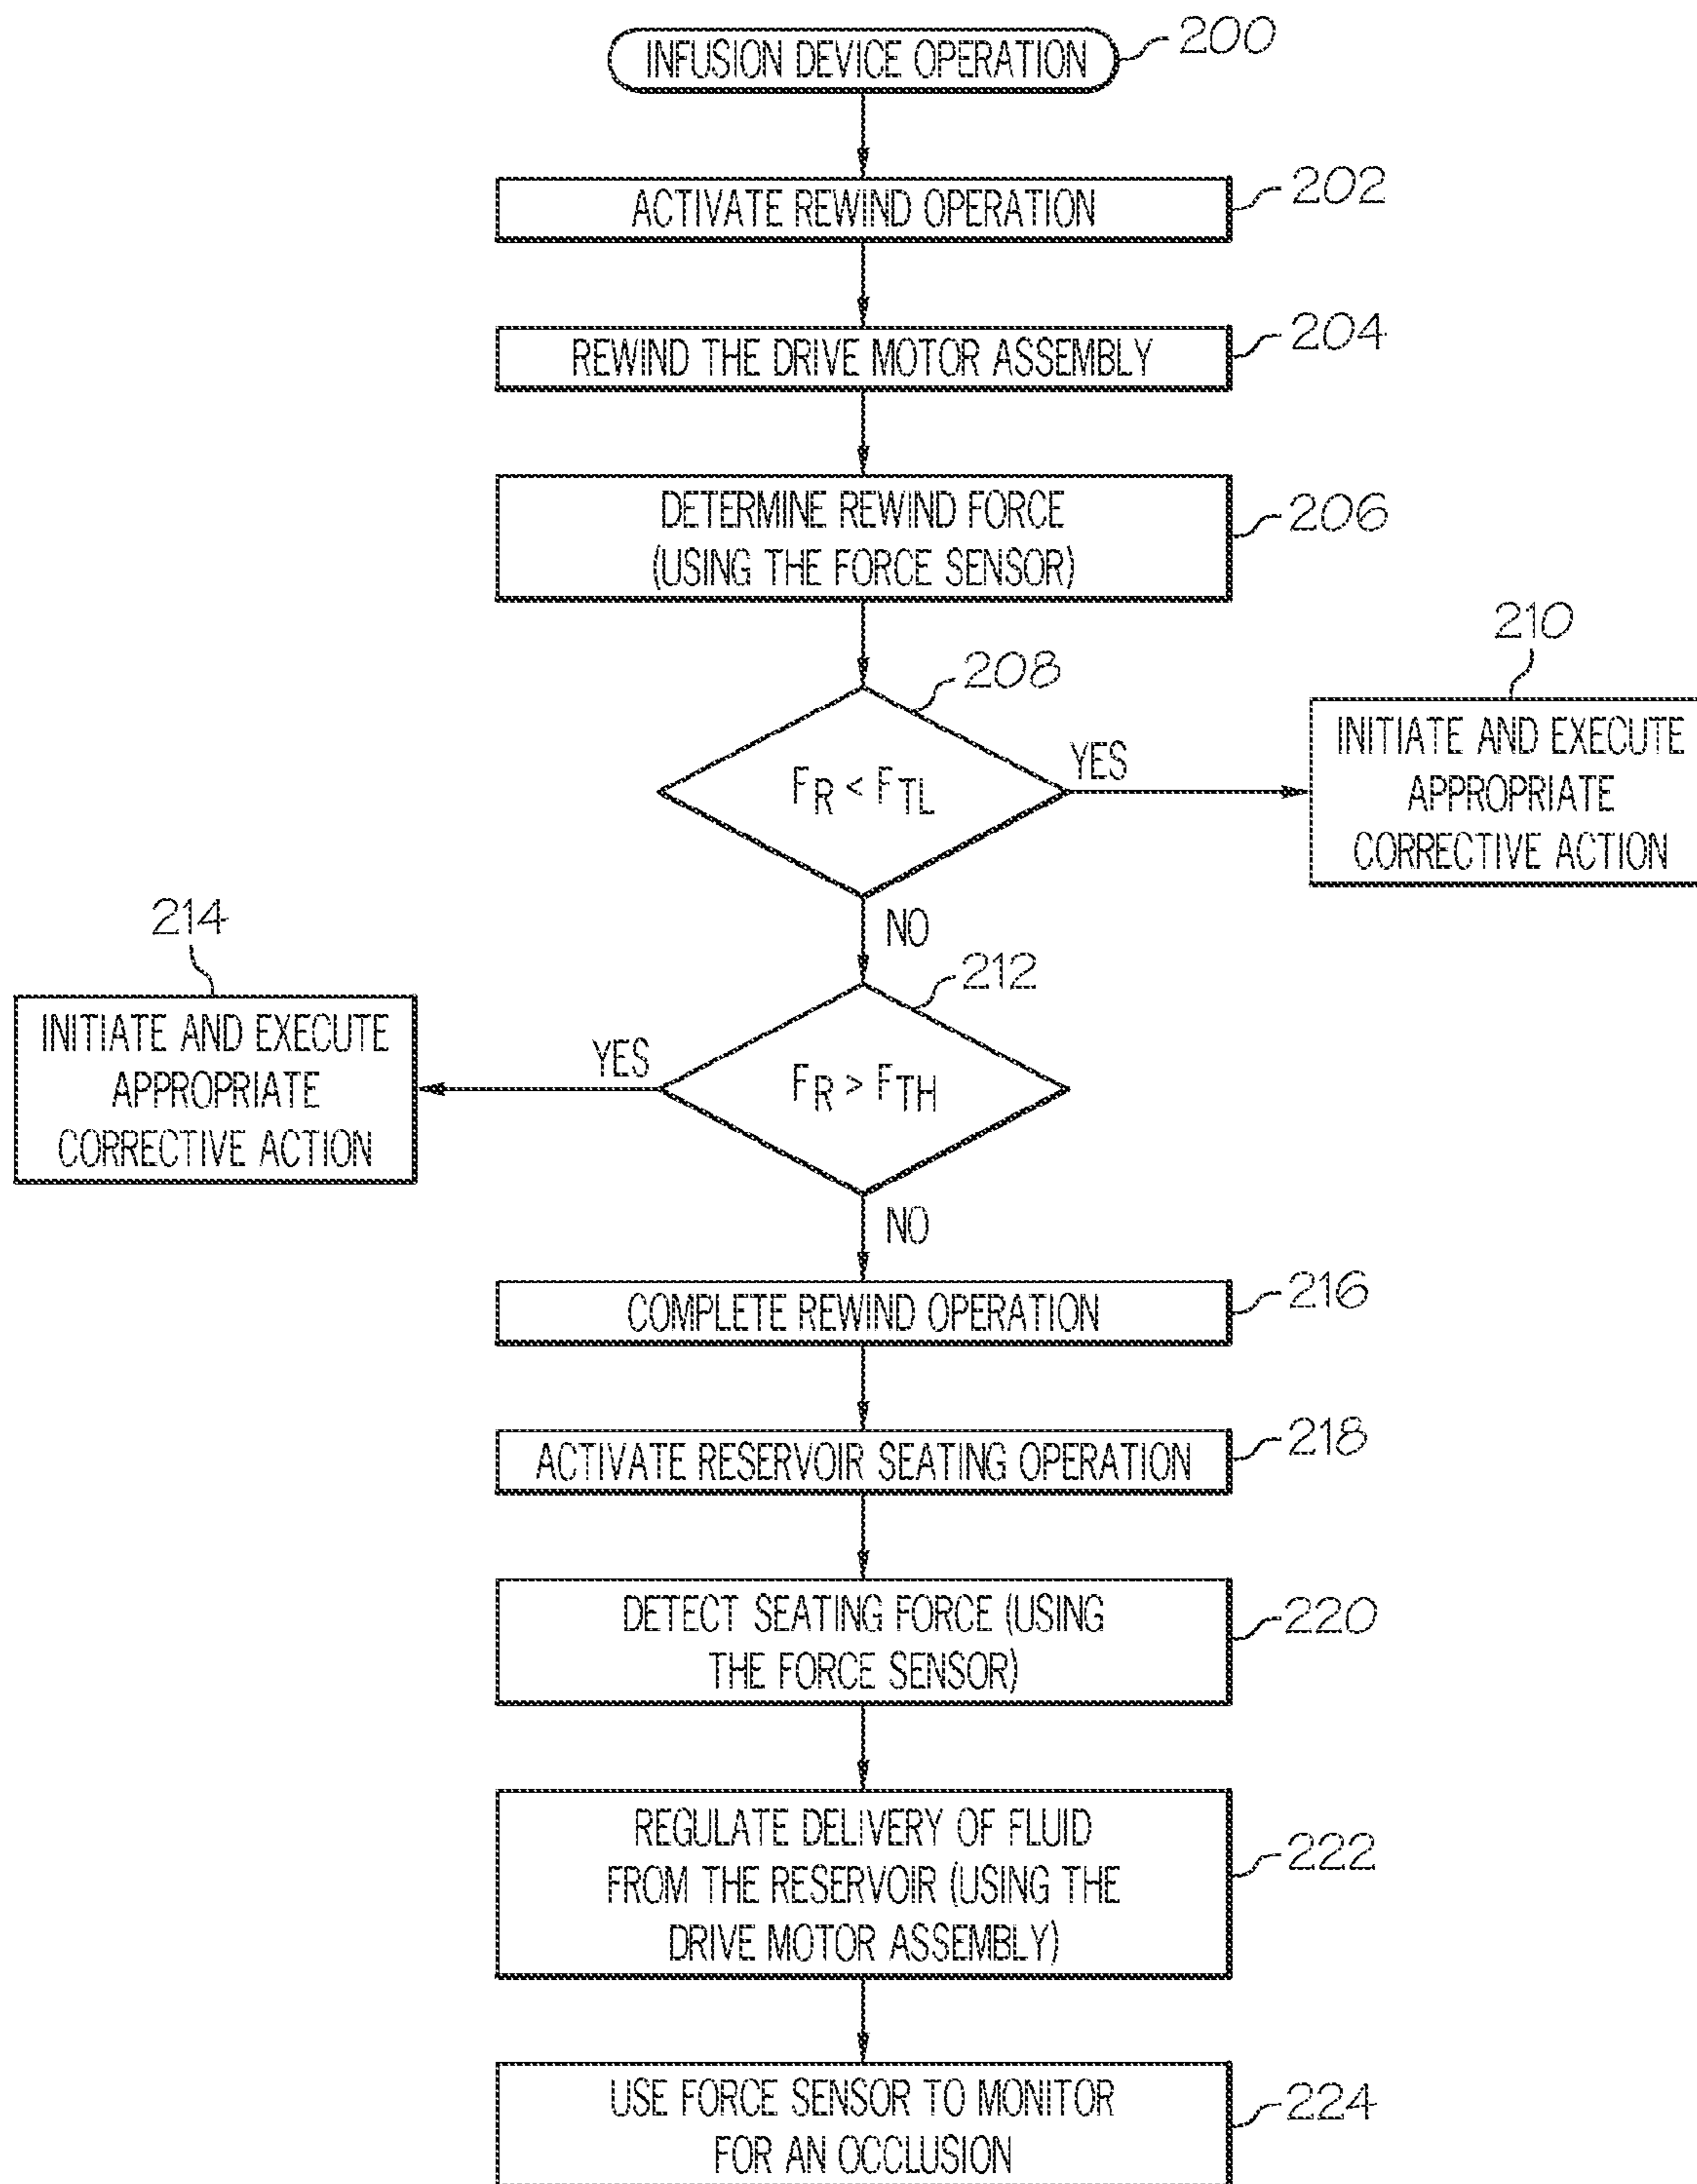 INFUSION DEVICE OPERATION
200
ACTIVATE REWIND OPERATION
202
REWIND THE DRIVE MOTOR ASSEMBLY
204
DETERMINE REWIND FORCE
(USING THE FORCE SENSOR)
206
208
FR < FTL
YES
210
INITIATE AND EXECUTE
APPROPRIATE
CORRECTIVE ACTION
NO
212
FR > FTH
YES
214
INITIATE AND EXECUTE
APPROPRIATE
CORRECTIVE ACTION
NO
COMPLETE REWIND OPERATION
216
ACTIVATE RESERVOIR SEATING OPERATION
218
DETECT SEATING FORCE (USING
THE FORCE SENSOR)
220
REGULATE DELIVERY OF FLUID
FROM THE RESERVOIR (USING THE
DRIVE MOTOR ASSEMBLY)
222
USE FORCE SENSOR TO MONITOR
FOR AN OCCLUSION
224